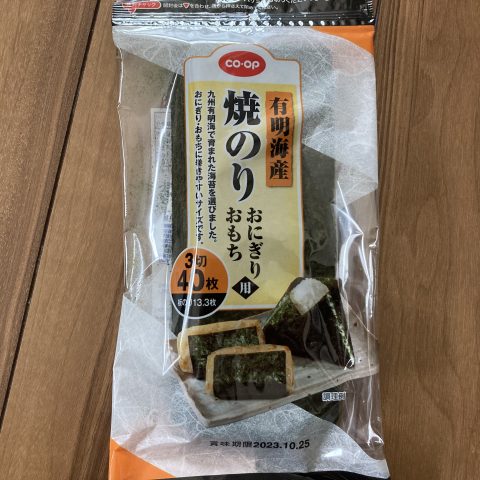 co·op
有明海産
焼のり
おにぎり
おもち
用
九州有明海で育まれた海苔を選びました。
おにぎり・おもちに巻きやすいサイズです。
3切
40枚
板のり13.3枚
調理例
賞味期限2023.10.25